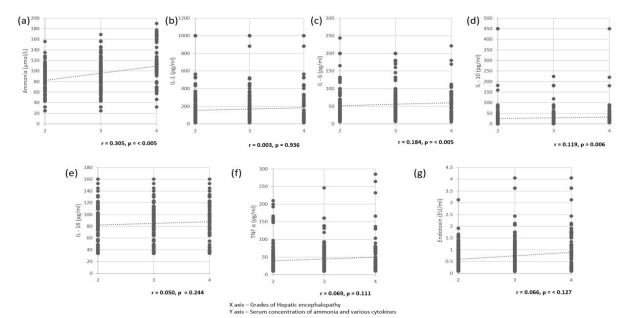 (a)
Ammonia (µmol/L)
200
180
160
140
120
100
80
60
40
20
0
2 3 4
r = 0.305, p = < 0.005
(b)
IL-1 (pg/ml)
1200
1000
800
600
400
200
0
2 3 4
r = 0.003, p = 0.936
(c)
IL - 6 (pg/ml)
300
250
200
150
100
50
0
2 3 4
r = 0.184, p = < 0.005
(d)
IL - 10 (pg/ml)
500
450
400
350
300
250
200
150
100
50
0
2 3 4
r = 0.119, p = 0.006
(e)
IL - 18 (pg/ml)
180
160
140
120
100
80
60
40
20
0
2 3 4
r = 0.050, p = 0.244
(f)
TNF α (pg/ml)
300
250
200
150
100
50
0
2 3 4
r = 0.069, p = 0.111
(g)
Endotoxin (EU/ml)
4.5
4
3.5
3
2.5
2
1.5
1
0.5
0
2 3 4
r = 0.066, p = < 0.127
X axis – Grades of Hepatic encephalopathy
Y axis – Serum concentration of ammonia and various cytokines